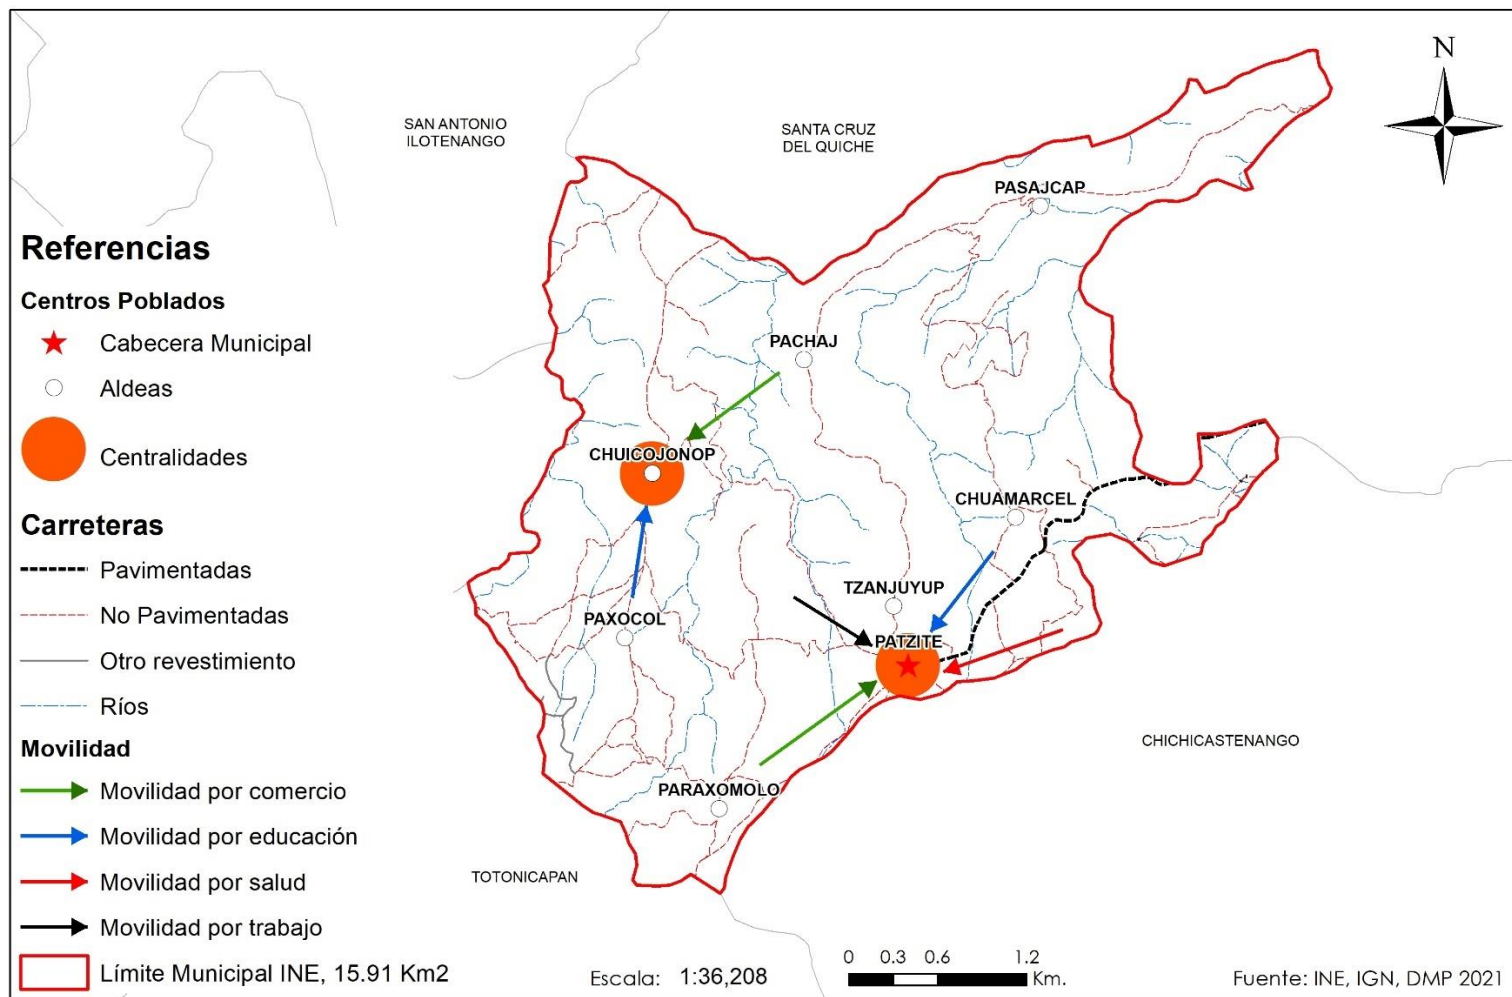 N
SAN ANTONIO
ILOTENANGO
SANTA CRUZ
DEL QUICHE
PASAJCAP
PACHAJ
CHUICOJONOP
CHUAMARCEL
TZANJUYUP
PAXOCOL
PATZITE
PARAXOMOLO
CHICHICASTENANGO
TOTONICAPAN
Referencias
Centros Poblados
Cabecera Municipal
Aldeas
Centralidades
Carreteras
Pavimentadas
No Pavimentadas
Otro revestimiento
Ríos
Movilidad
Movilidad por comercio
Movilidad por educación
Movilidad por salud
Movilidad por trabajo
Límite Municipal INE, 15.91 Km2
Escala: 1:36,208
0 0.3 0.6 1.2
Km.
Fuente: INE, IGN, DMP 2021